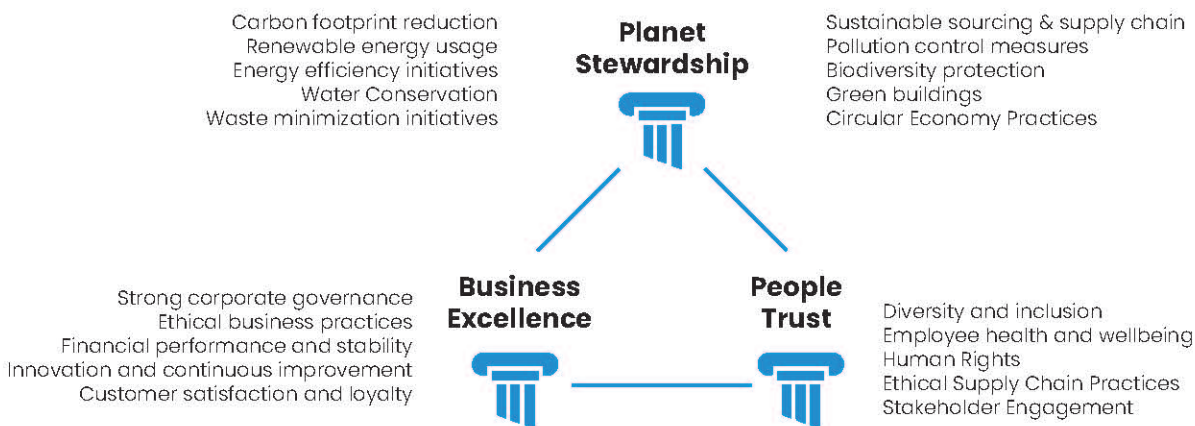 Carbon footprint reduction
Renewable energy usage
Energy efficiency initiatives
Water Conservation
Waste minimization initiatives
Planet
Stewardship
Sustainable sourcing & supply chain
Pollution control measures
Biodiversity protection
Green buildings
Circular Economy Practices
Strong corporate governance
Ethical business practices
Financial performance and stability
Innovation and continuous improvement
Customer satisfaction and loyalty
Business
Excellence
People
Trust
Diversity and inclusion
Employee health and wellbeing
Human Rights
Ethical Supply Chain Practices
Stakeholder Engagement